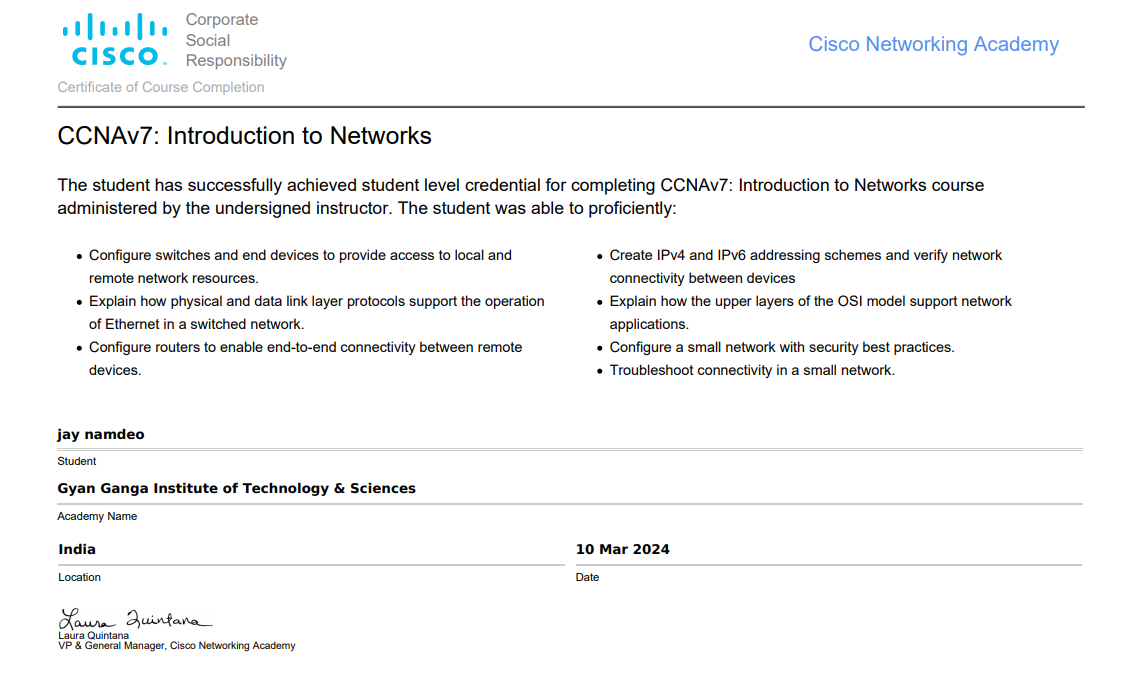 CISCO
Corporate
Social
Responsibility
Cisco Networking Academy
Certificate of Course Completion
CCNAv7: Introduction to Networks
The student has successfully achieved student level credential for completing CCNAv7: Introduction to Networks course
administered by the undersigned instructor. The student was able to proficiently:
• Configure switches and end devices to provide access to local and
remote network resources.
• Explain how physical and data link layer protocols support the operation
of Ethernet in a switched network.
• Configure routers to enable end-to-end connectivity between remote
devices.
• Create IPv4 and IPv6 addressing schemes and verify network
connectivity between devices
• Explain how the upper layers of the OSI model support network
applications.
• Configure a small network with security best practices.
• Troubleshoot connectivity in a small network.
jay namdeo
Student
Gyan Ganga Institute of Technology & Sciences
Academy Name
India
Location
10 Mar 2024
Date
Laura Quintana
Laura Quintana
VP & General Manager, Cisco Networking Academy